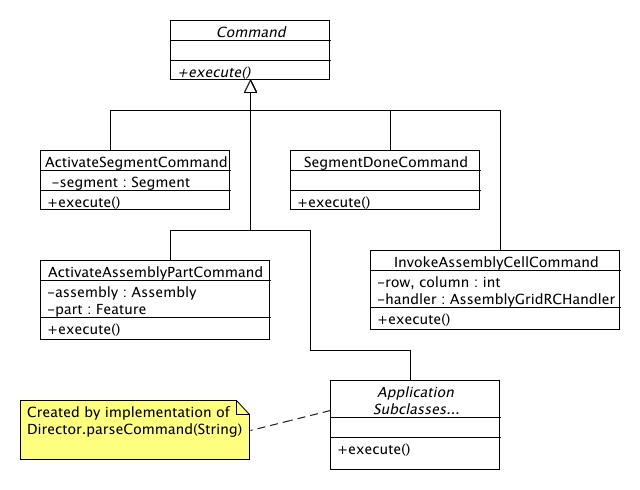 Command
+execute()
ActivateSegmentCommand
-segment : Segment
+execute()
SegmentDoneCommand
+execute()
ActivateAssemblyPartCommand
-assembly : Assembly
-part : Feature
+execute()
InvokeAssemblyCellCommand
-row, column : int
-handler : AssemblyGridRCHandler
+execute()
Application
Subclasses...
+execute()
Created by implementation of
Director.parseCommand(String)